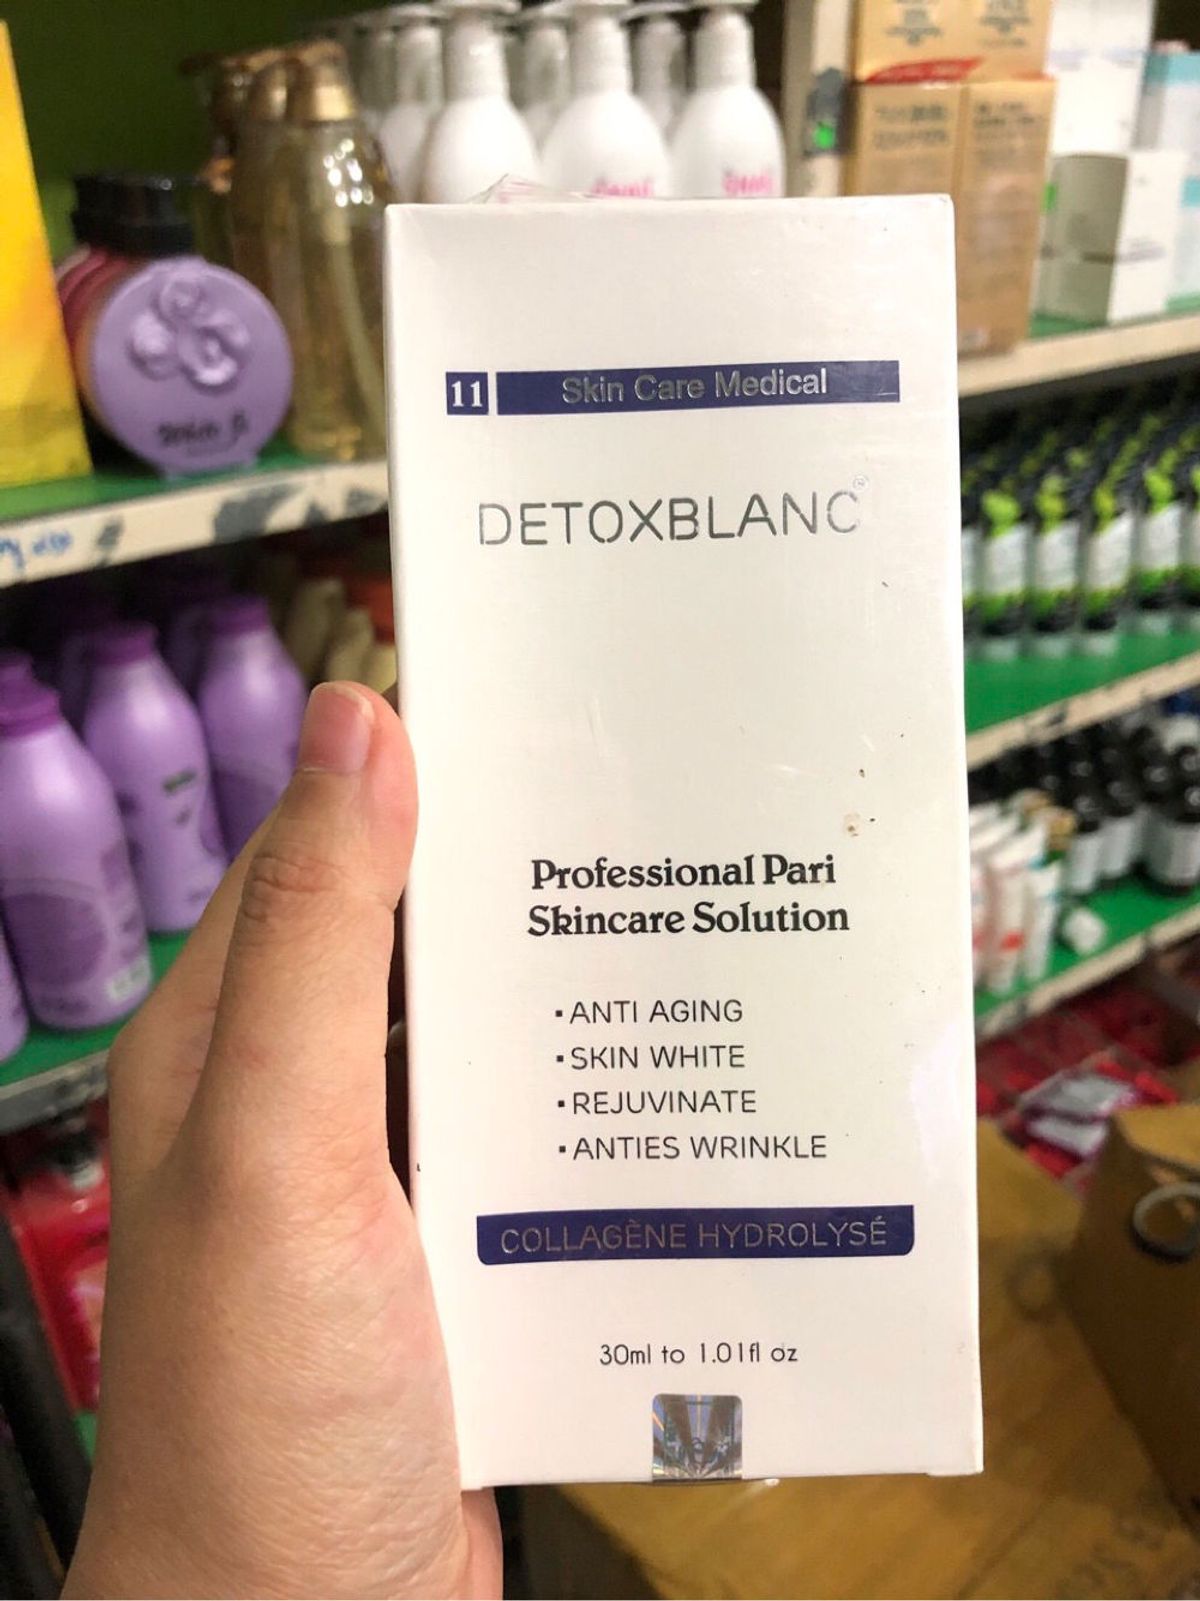 11 Skin Care Medical
DETOXBLANC
Professional Pari
Skincare Solution
▪ ANTI AGING
▪ SKIN WHITE
▪ REJUVINATE
▪ ANTIES WRINKLE
COLLAGÈNE HYDROLYSÉ
30ml to 1.01fl oz